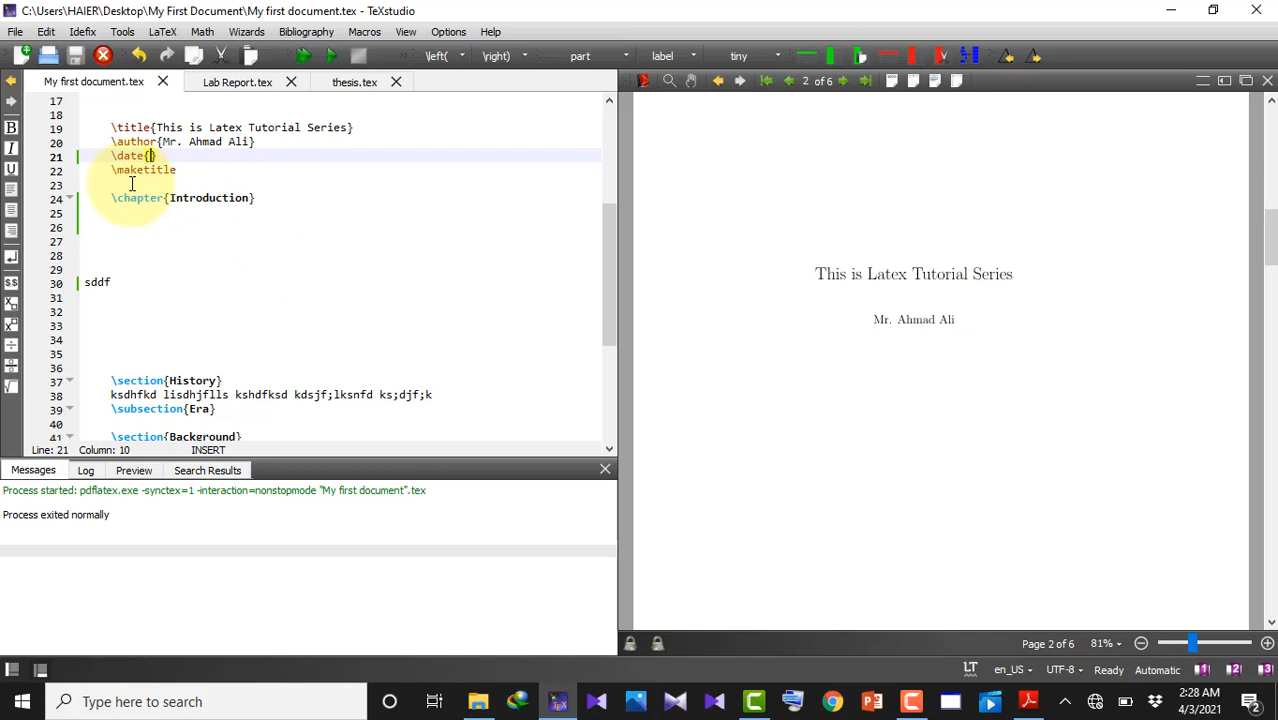 C:\Users\HAIER\Desktop\My First Document\My first document.tex - TeXstudio
File Edit Idefix Tools LaTeX Math Wizards Bibliography Macros View Options Help
\left( \right) part label tiny
My first document.tex Lab Report.tex thesis.tex
2 of 6
17
18
19 \title{This is Latex Tutorial Series}
20 \author{Mr. Ahmad Ali}
21 \date{}
22 \maketitle
23
24 \chapter{Introduction}
25
26
27
28
29
30 sddf
31
32
33
34
35
36
37 \section{History}
38 ksdhfkd lisdhjflls kshdfksd kdsjf;lksnfd ks;djf;k
39 \subsection{Era}
40
41 \section{Background}
Line: 21 Column: 10 INSERT
Messages Log Preview Search Results
Process started: pdflatex.exe -synctex=1 -interaction=nonstopmode "My first document".tex
Process exited normally
This is Latex Tutorial Series
Mr. Ahmad Ali
Page 2 of 6 81%
LT en_US UTF-8 Ready Automatic 1 2 3
Type here to search
2:28 AM
4/3/2021
2